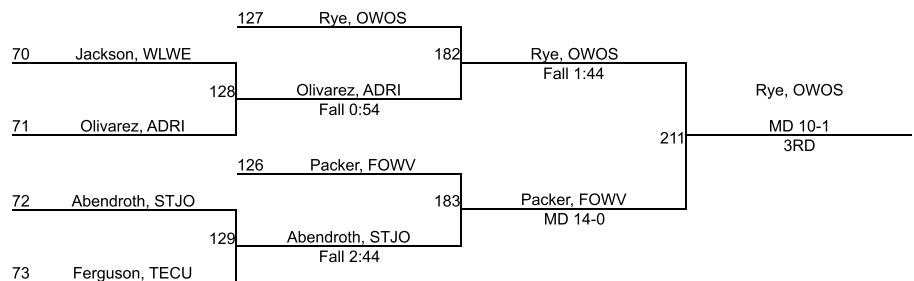 127 Rye, OWOS
70 Jackson, WLWE
182 Rye, OWOS
Fall 1:44
128 Olivarez, ADRI
Fall 0:54
Rye, OWOS
71 Olivarez, ADRI
211 MD 10-1
3RD
126 Packer, FOWV
72 Abendroth, STJO
183 Packer, FOWV
MD 14-0
129 Abendroth, STJO
Fall 2:44
73 Ferguson, TECU